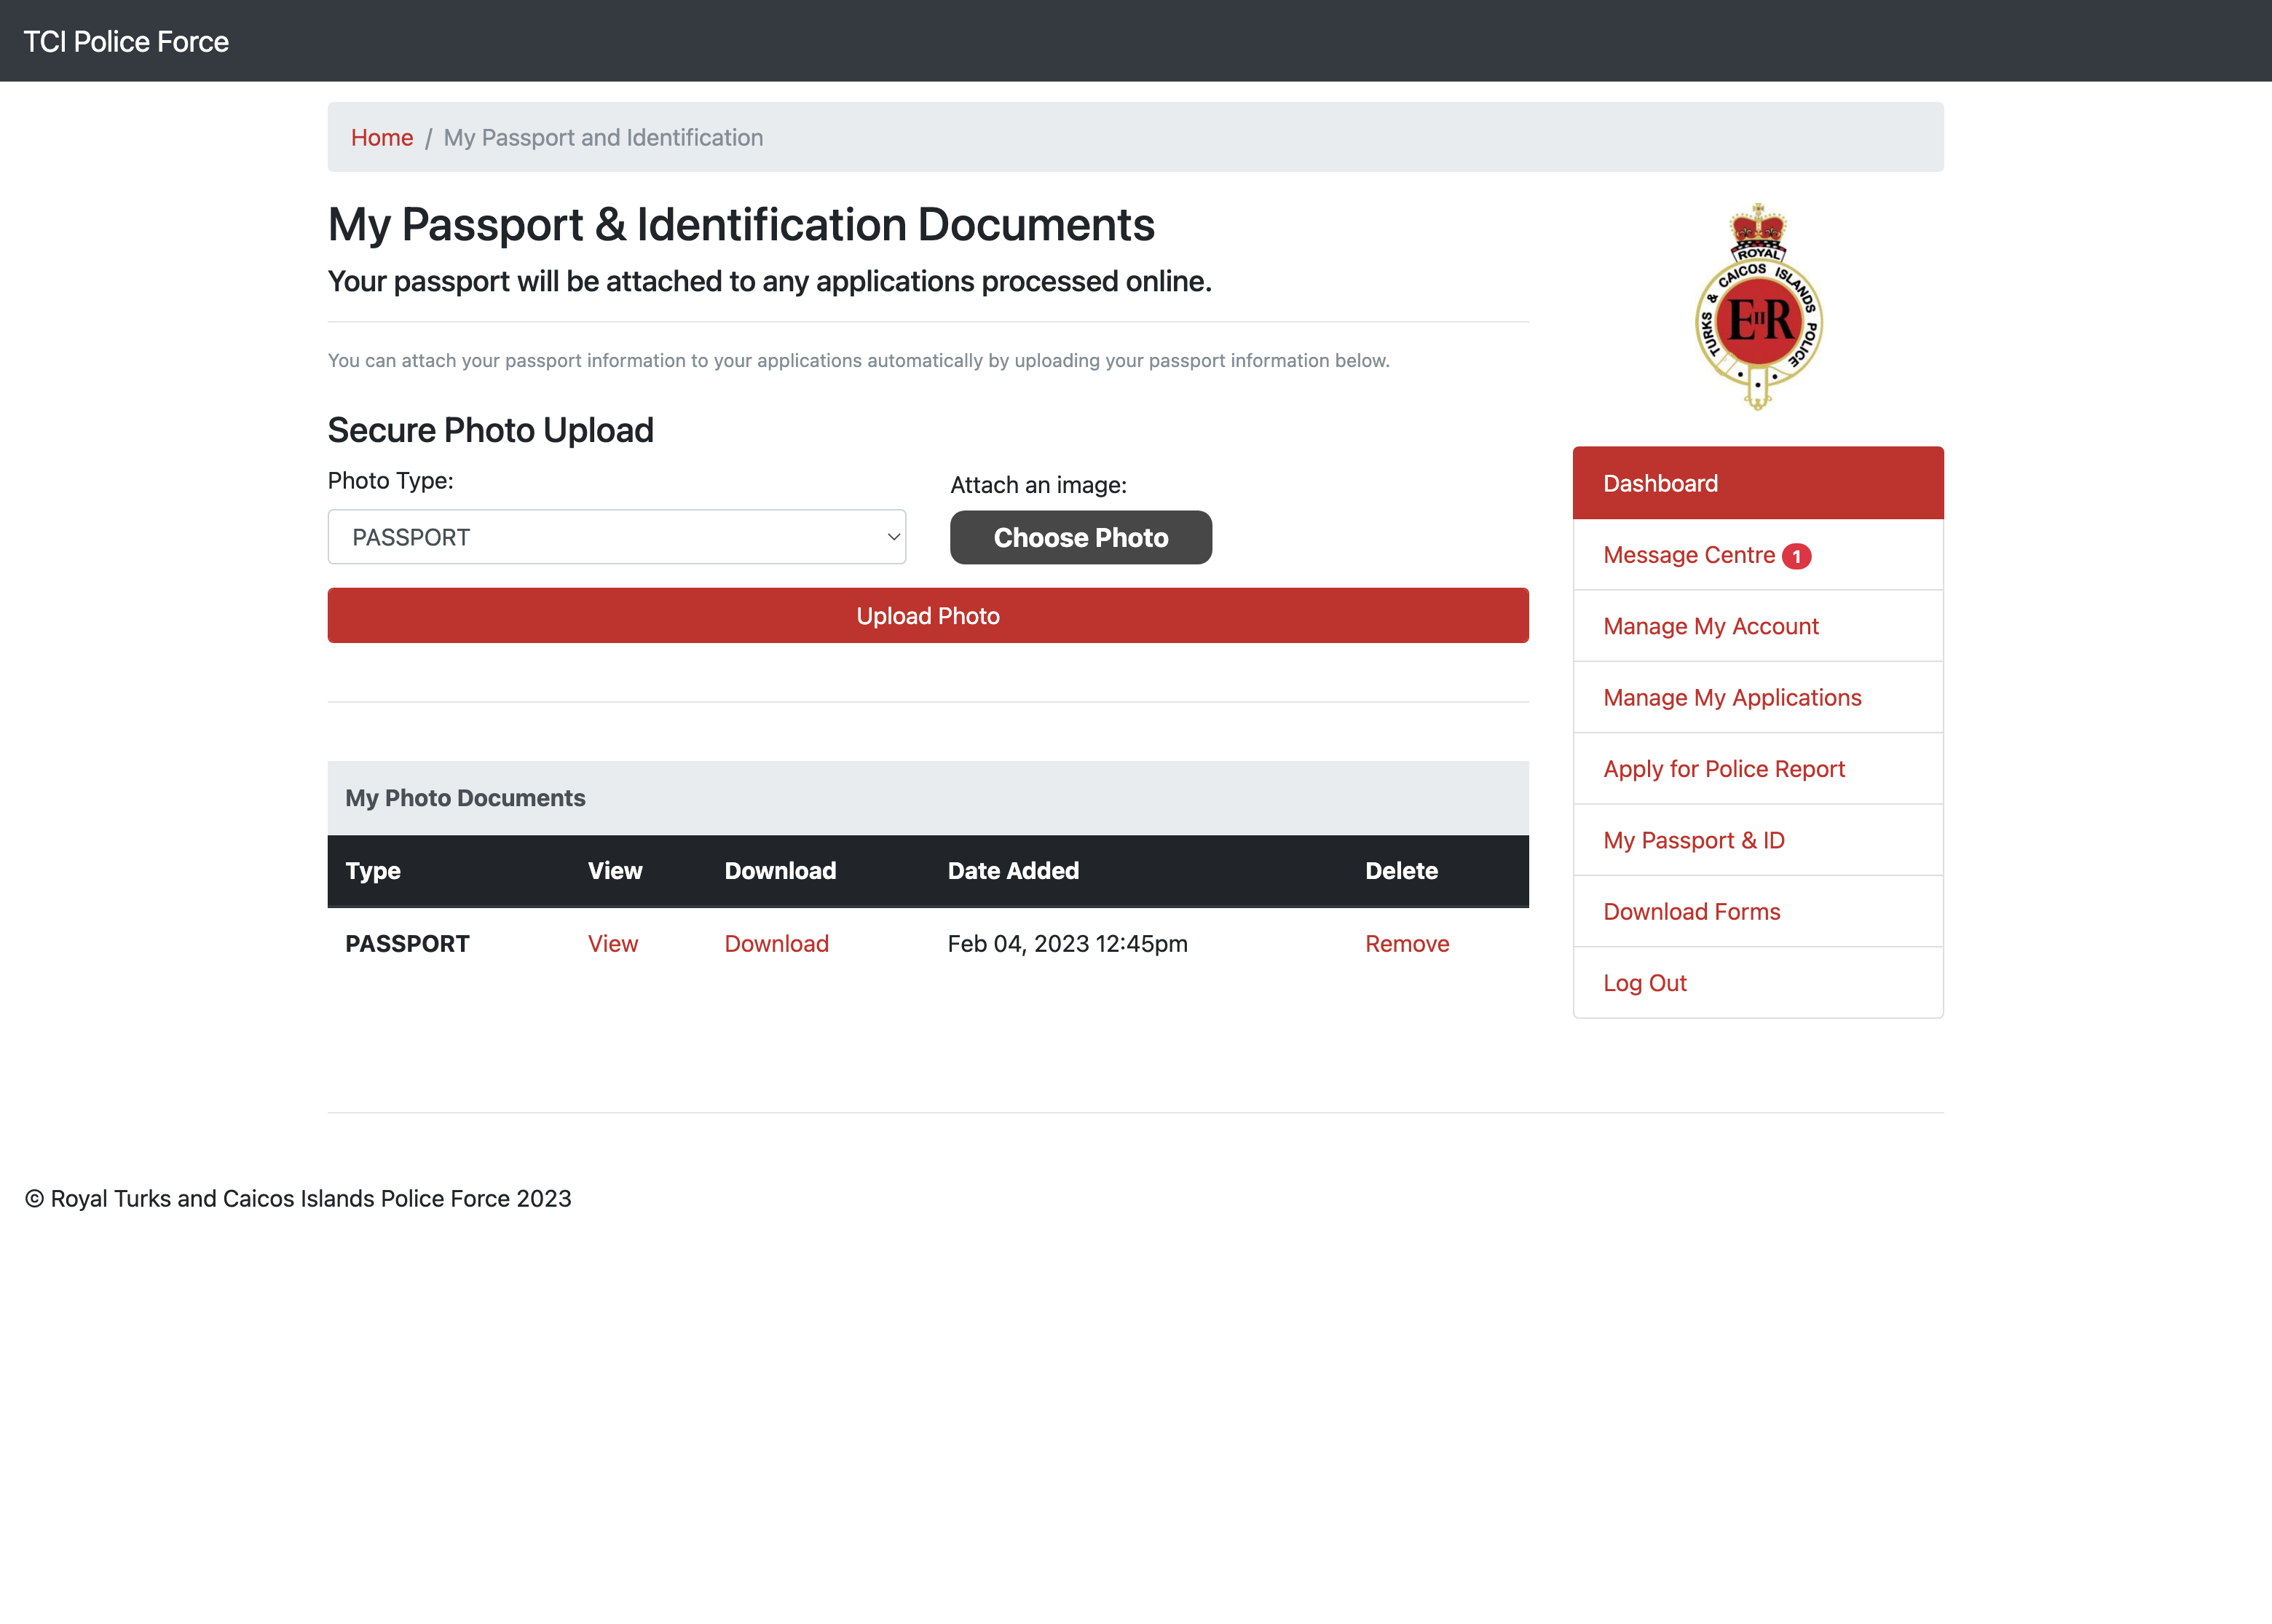 TCI Police Force
Home / My Passport and Identification
My Passport & Identification Documents
Your passport will be attached to any applications processed online.
You can attach your passport information to your applications automatically by uploading your passport information below.
Secure Photo Upload
Photo Type:
Attach an image:
PASSPORT
Choose Photo
Upload Photo
My Photo Documents
Type View Download Date Added Delete
PASSPORT View Download Feb 04, 2023 12:45pm Remove
ROYAL
TURKS & CAICOS ISLANDS POLICE
E II R
Dashboard
Message Centre 1
Manage My Account
Manage My Applications
Apply for Police Report
My Passport & ID
Download Forms
Log Out
© Royal Turks and Caicos Islands Police Force 2023